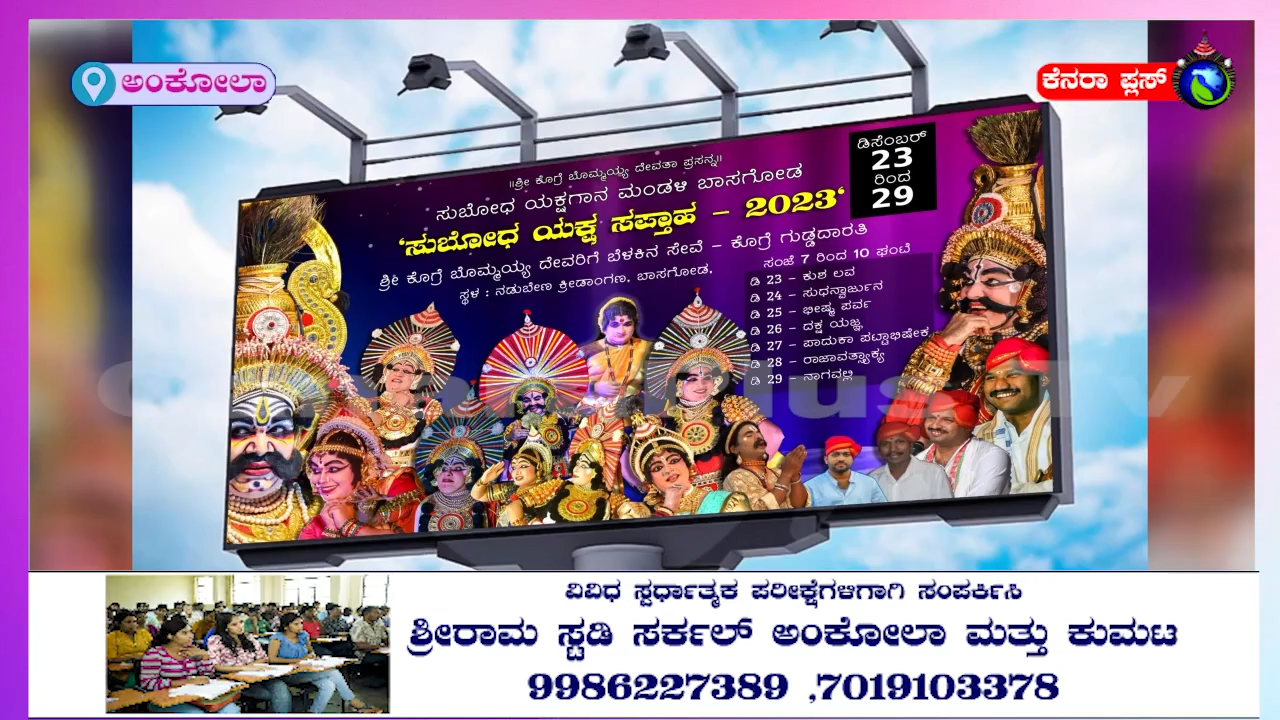 ಅಂಕೋಲಾ
ಕೆನರಾ ಪ್ಲಸ್
॥ಶ್ರೀ ಕೊಗ್ರೆ ಬೊಮ್ಮಯ್ಯ ದೇವತಾ ಪ್ರಸನ್ನ॥
ಸುಬೋಧ ಯಕ್ಷಗಾನ ಮಂಡಳಿ ಬಾಸಗೋಡ
'ಸುಬೋಧ ಯಕ್ಷ ಸಪ್ತಾಹ - 2023'
ಶ್ರೀ ಕೊಗ್ರೆ ಬೊಮ್ಮಯ್ಯ ದೇವರಿಗೆ ಬೆಳಕಿನ ಸೇವೆ - ಕೊಗ್ರೆ ಗುಡ್ಡದಾರತಿ
ಸ್ಥಳ : ನಡುಬೇಣ ಕ್ರೀಡಾಂಗಣ, ಬಾಸಗೋಡ.
ಡಿಸೆಂಬರ್
23
ರಿಂದ
29
ಸಂಜೆ 7 ರಿಂದ 10 ಘಂಟೆ
ಡಿ 23 - ಕುಶ ಲವ
ಡಿ 24 - ಸುಧನ್ವಾರ್ಜುನ
ಡಿ 25 - ಭೀಷ್ಮ ಪರ್ವ
ಡಿ 26 - ದಕ್ಷ ಯಜ್ಞ
ಡಿ 27 - ಪಾದುಕಾ ಪಟ್ಟಾಭಿಷೇಕ
ಡಿ 28 -
ಡಿ 29 - ನಾಗವಲ್ಲಿ
ವಿವಿಧ ಸ್ಪರ್ಧಾತ್ಮಕ ಪರೀಕ್ಷೆಗಳಿಗಾಗಿ ಸಂಪರ್ಕಿಸಿ
ಶ್ರೀರಾಮ ಸ್ಟಡಿ ಸರ್ಕಲ್ ಅಂಕೋಲಾ ಮತ್ತು ಕುಮಟ
9986227389 ,7019103378